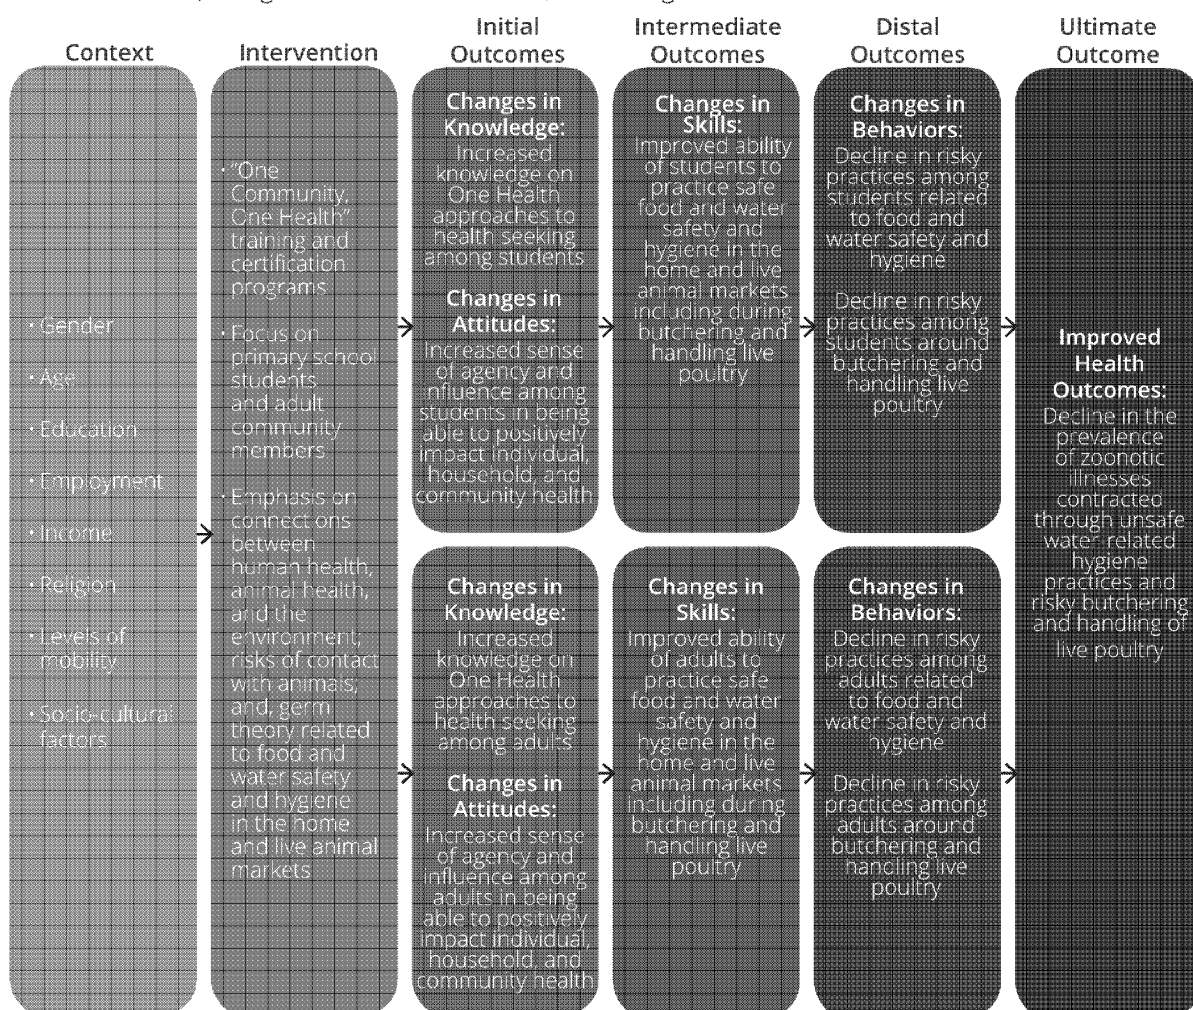 Context
Gender
Age
Education
Employment
Income
Religion
Levels of
mobility
Socio-cultural
factors
Intervention
"One
Community,
One Health"
training and
certification
programs
Focus on
primary school
students
and adult
community
members
Emphasis on
connections
between
human health,
animal health,
and the
environment;
risks of contact
with animals;
and, germ
theory related
to food and
water safety
and hygiene
in the home
and live animal
markets
Initial
Outcomes
Changes in
Knowledge:
Increased
knowledge on
One Health
approaches to
health seeking
among students
Changes in
Attitudes:
Increased sense
of agency and
influence among
students in being
able to positively
impact individual,
household, and
community health
Changes in
Knowledge:
Increased
knowledge on
One Health
approaches to
health seeking
among adults
Changes in
Attitudes:
Increased sense
of agency and
influence among
adults in being
able to positively
impact individual,
household, and
community health
Intermediate
Outcomes
Changes in
Skills:
Improved ability
of students to
practice safe
food and water
safety and
hygiene in the
home and live
animal markets
including during
butchering and
handling live
poultry
Changes in
Skills:
Improved ability
of adults to
practice safe
food and water
safety and
hygiene in the
home and live
animal markets
including during
butchering and
handling live
poultry
Distal
Outcomes
Changes in
Behaviors:
Decline in risky
practices among
students related
to food and
water safety and
hygiene
Decline in risky
practices among
students around
butchering and
handling live
poultry
Changes in
Behaviors:
Decline in risky
practices among
adults related
to food and
water safety and
hygiene
Decline in risky
practices among
adults around
butchering and
handling live
poultry
Ultimate
Outcome
Improved
Health
Outcomes:
Decline in the
prevalence
of zoonotic
illnesses
contracted
through unsafe
water related
hygiene
practices and
risky butchering
and handling of
live poultry